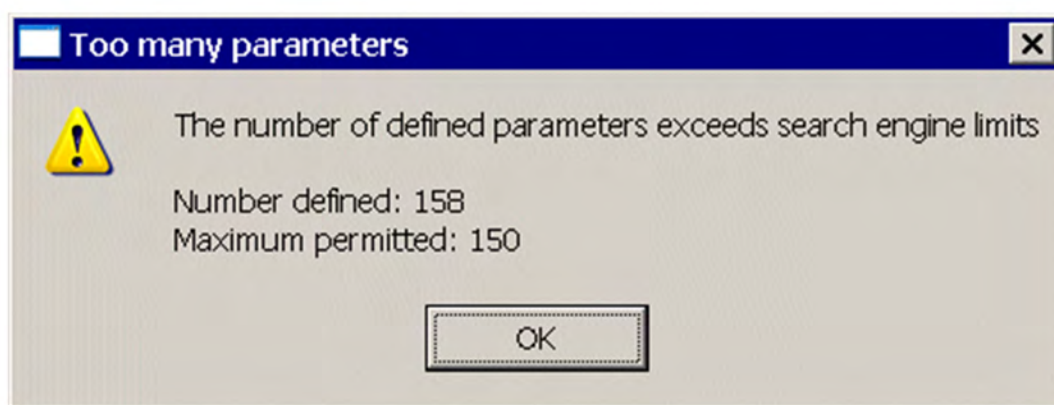 Too many parameters
The number of defined parameters exceeds search engine limits
Number defined: 158
Maximum permitted: 150
OK